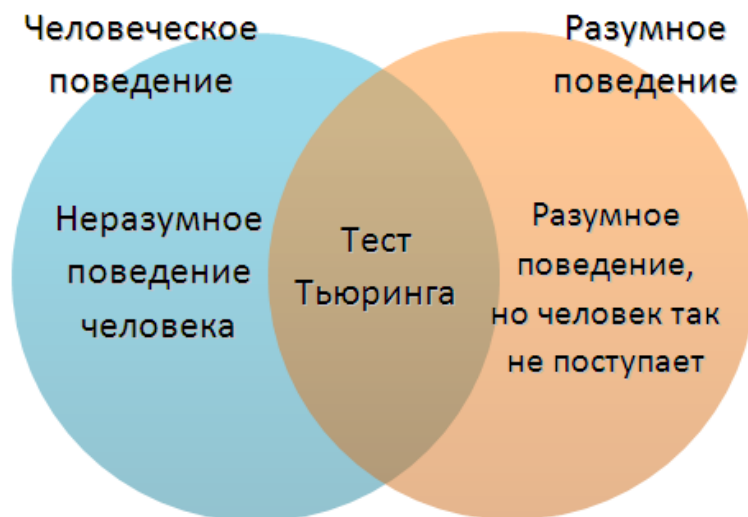 Человеческое
поведение
Разумное
поведение
Неразумное
поведение
человека
Тест
Тьюринга
Разумное
поведение,
но человек так
не поступает